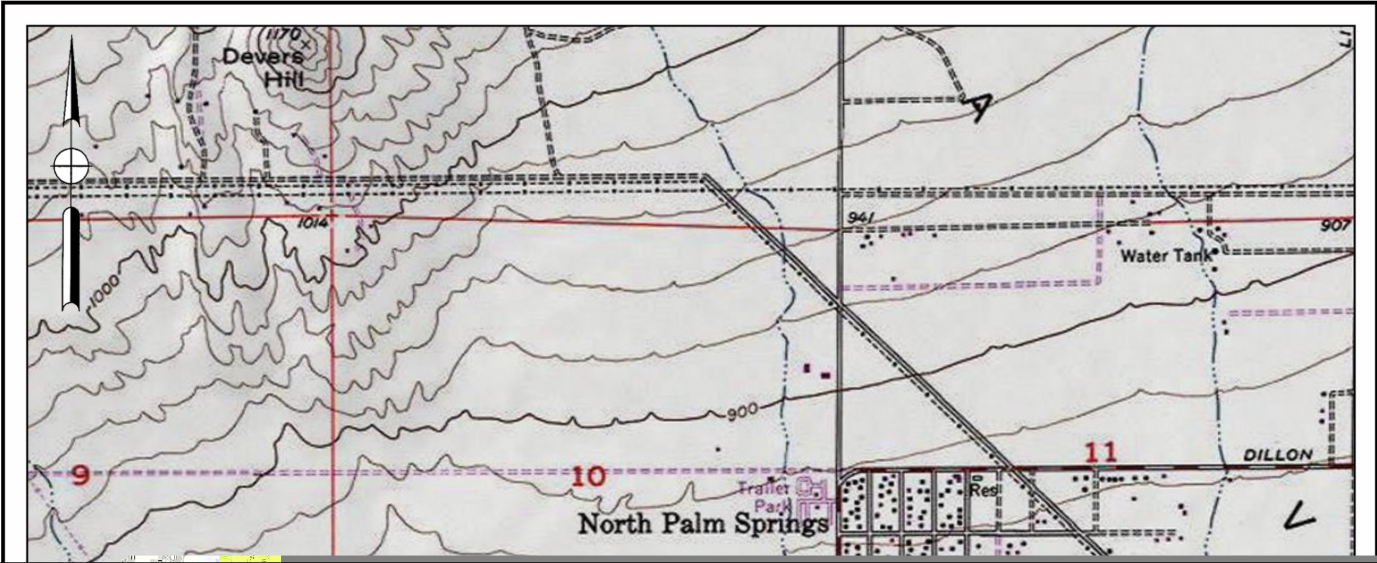 1170
Devers
Hill
1014
941
907
Water Tank
1000
900
9
10
11
DILLON
Trailer
Park
Res
North Palm Springs